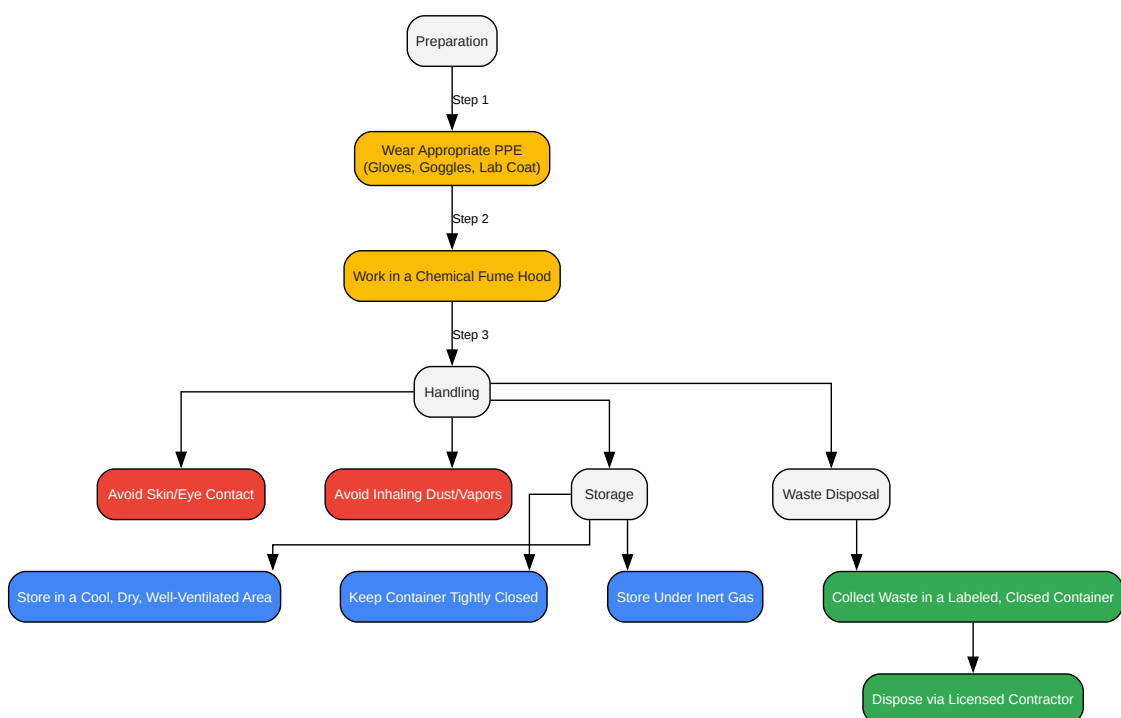 Preparation
Step 1
Wear Appropriate PPE
(Gloves, Goggles, Lab Coat)
Step 2
Work in a Chemical Fume Hood
Step 3
Handling
Avoid Skin/Eye Contact
Avoid Inhaling Dust/Vapors
Storage
Waste Disposal
Store in a Cool, Dry, Well-Ventilated Area
Keep Container Tightly Closed
Store Under Inert Gas
Collect Waste in a Labeled, Closed Container
Dispose via Licensed Contractor